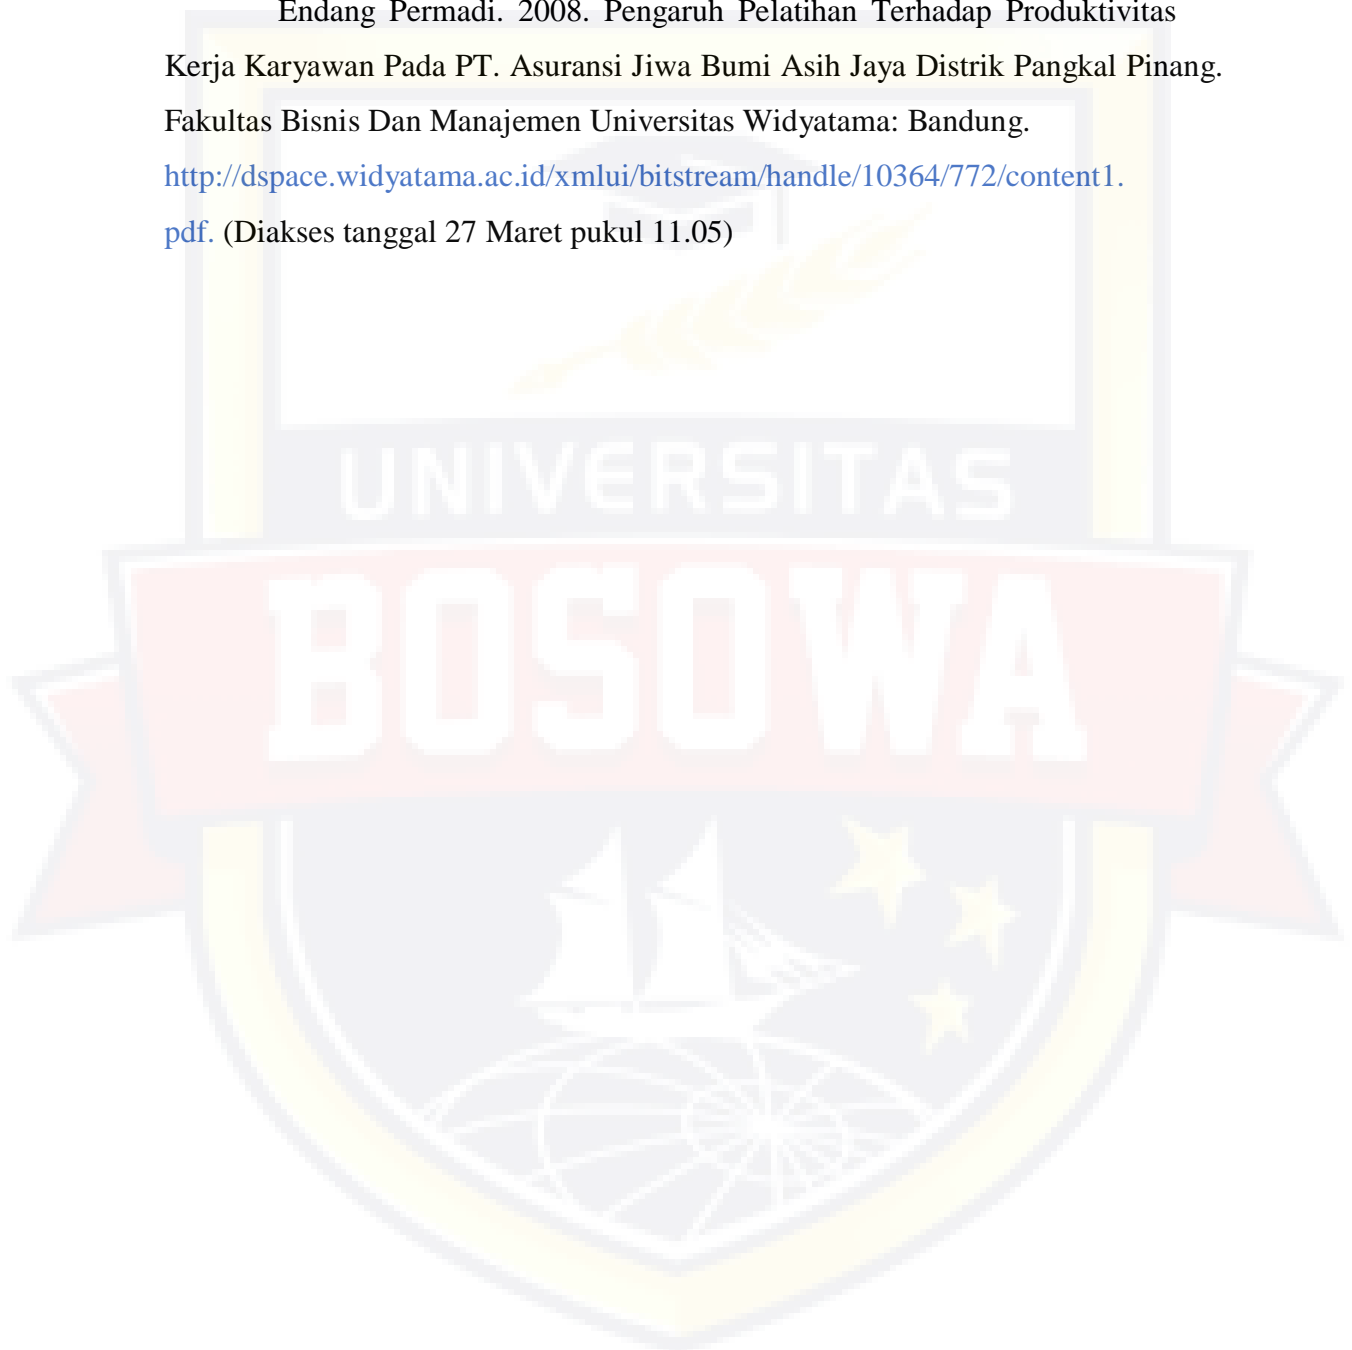 Endang Permadi. 2008. Pengaruh Pelatihan Terhadap Produktivitas
Kerja Karyawan Pada PT. Asuransi Jiwa Bumi Asih Jaya Distrik Pangkal Pinang.
Fakultas Bisnis Dan Manajemen Universitas Widyatama: Bandung.
http://dspace.widyatama.ac.id/xmlui/bitstream/handle/10364/772/content1.
pdf. (Diakses tanggal 27 Maret pukul 11.05)
UNIVERSITAS
BOSOWA